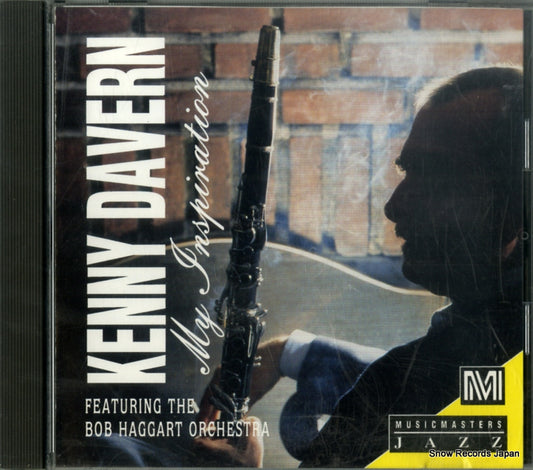 KENNY DAVERN
My Inspiration
FEATURING THE
BOB HAGGART ORCHESTRA
M
MUSICMASTERS
JAZZ
Snow Records Japan